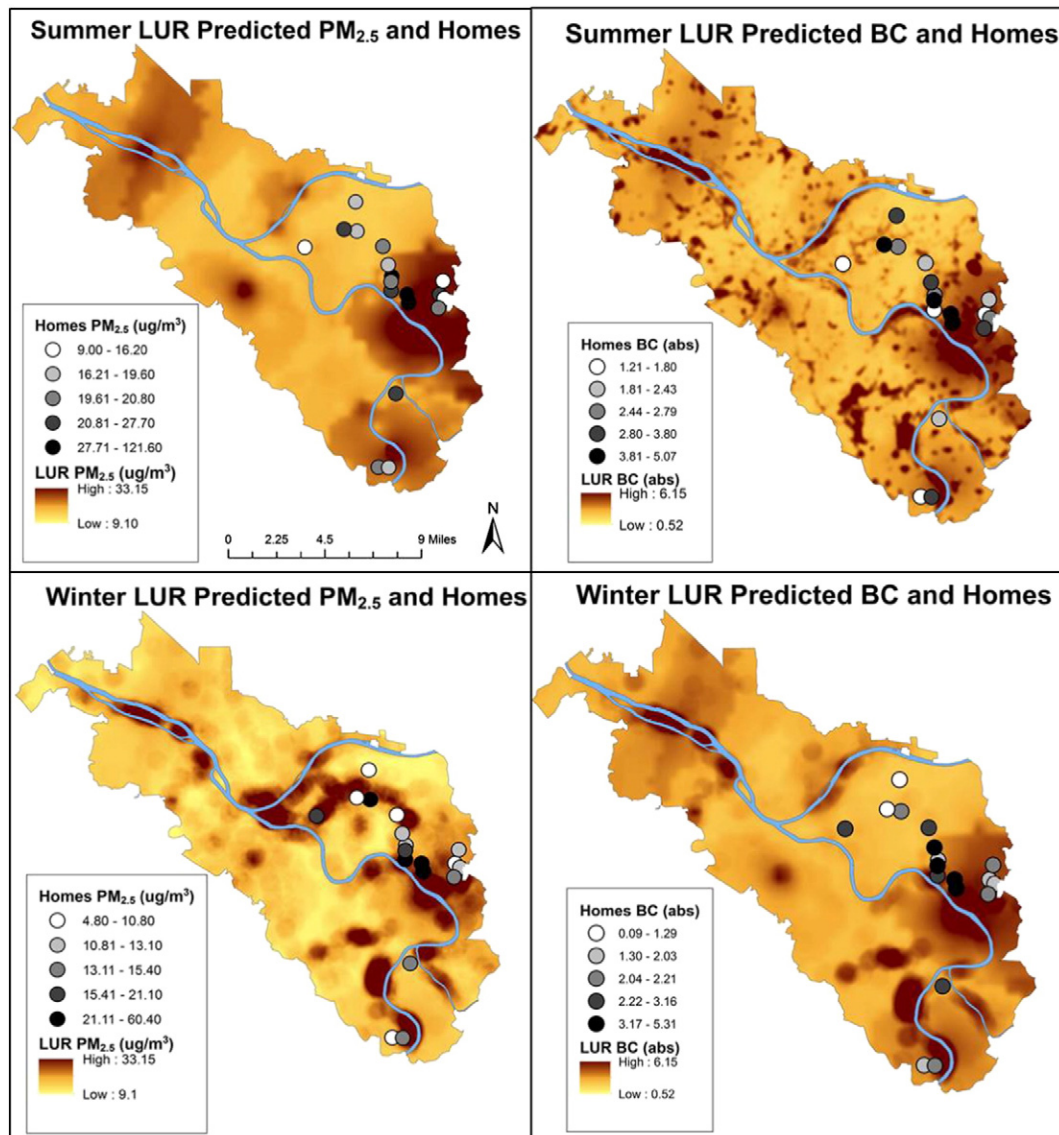 Summer LUR Predicted PM2.5 and Homes
Homes PM2.5 (ug/m3)
9.00 - 16.20
16.21 - 19.60
19.61 - 20.80
20.81 - 27.70
27.71 - 121.60
LUR PM2.5 (ug/m3)
High : 33.15
Low : 9.10
N
0 2.25 4.5 9 Miles
Summer LUR Predicted BC and Homes
Homes BC (abs)
1.21 - 1.80
1.81 - 2.43
2.44 - 2.79
2.80 - 3.80
3.81 - 5.07
LUR BC (abs)
High : 6.15
Low : 0.52
Winter LUR Predicted PM2.5 and Homes
Homes PM2.5 (ug/m3)
4.80 - 10.80
10.81 - 13.10
13.11 - 15.40
15.41 - 21.10
21.11 - 60.40
LUR PM2.5 (ug/m3)
High : 33.15
Low : 9.1
Winter LUR Predicted BC and Homes
Homes BC (abs)
0.09 - 1.29
1.30 - 2.03
2.04 - 2.21
2.22 - 3.16
3.17 - 5.31
LUR BC (abs)
High : 6.15
Low : 0.52